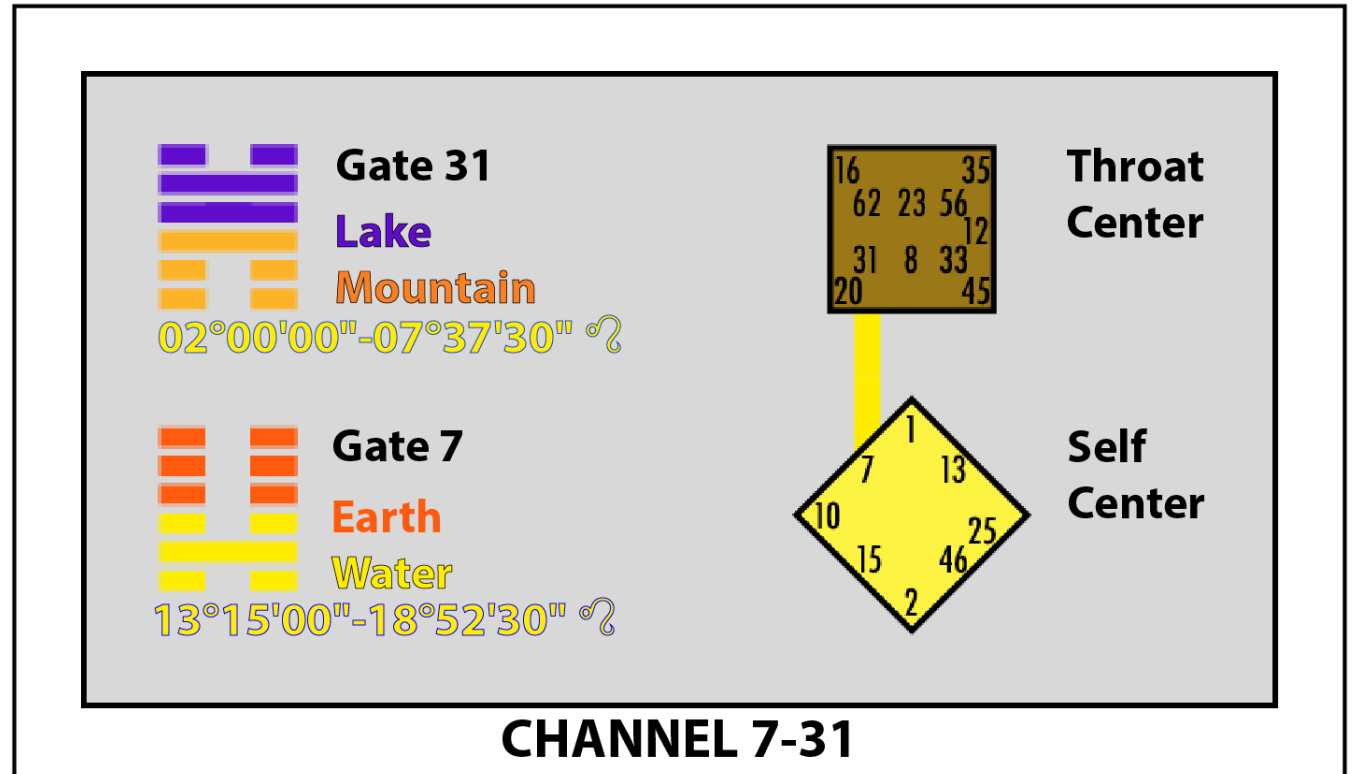 Gate 31
Lake
Mountain
02°00'00"-07°37'30" ♌
Gate 7
Earth
Water
13°15'00"-18°52'30" ♌
16 35
62 23 56
12
31 8 33
20 45
Throat
Center
1
7 13
10
25
15 46
2
Self
Center
CHANNEL 7-31